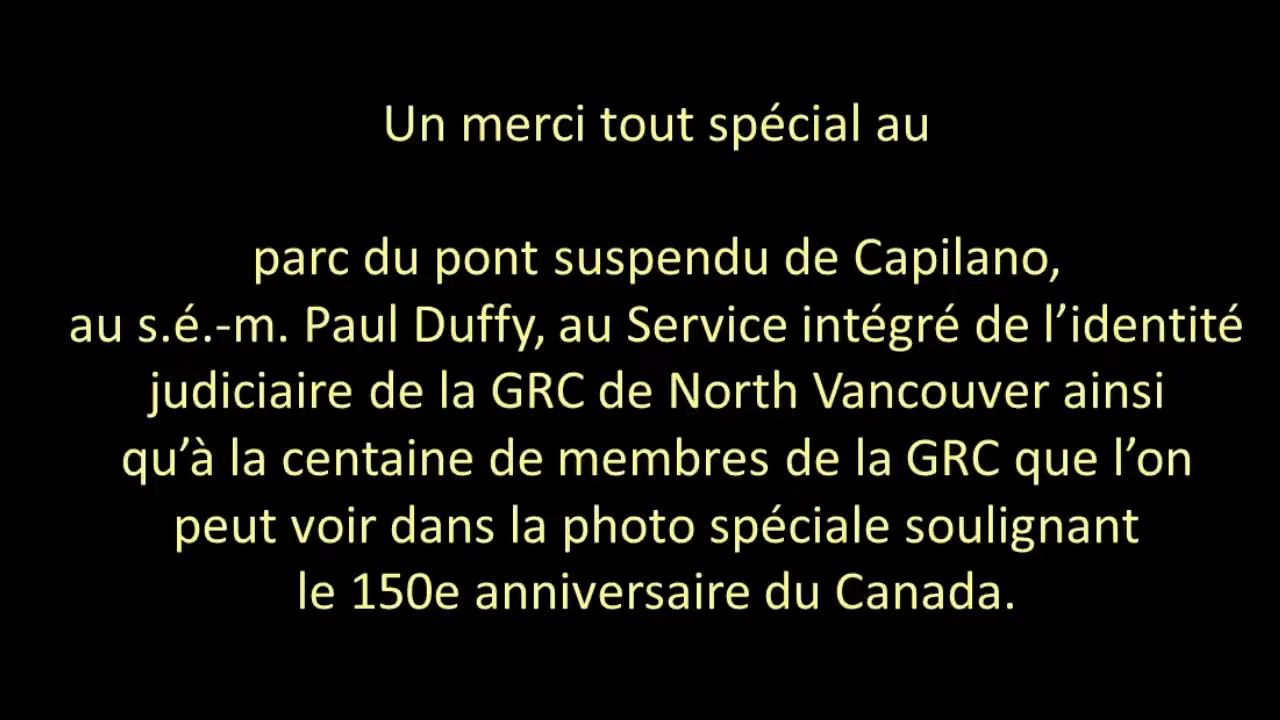 Un merci tout spécial au
parc du pont suspendu de Capilano,
au s.é.-m. Paul Duffy, au Service intégré de l’identité
judiciaire de la GRC de North Vancouver ainsi
qu’à la centaine de membres de la GRC que l’on
peut voir dans la photo spéciale soulignant
le 150e anniversaire du Canada.